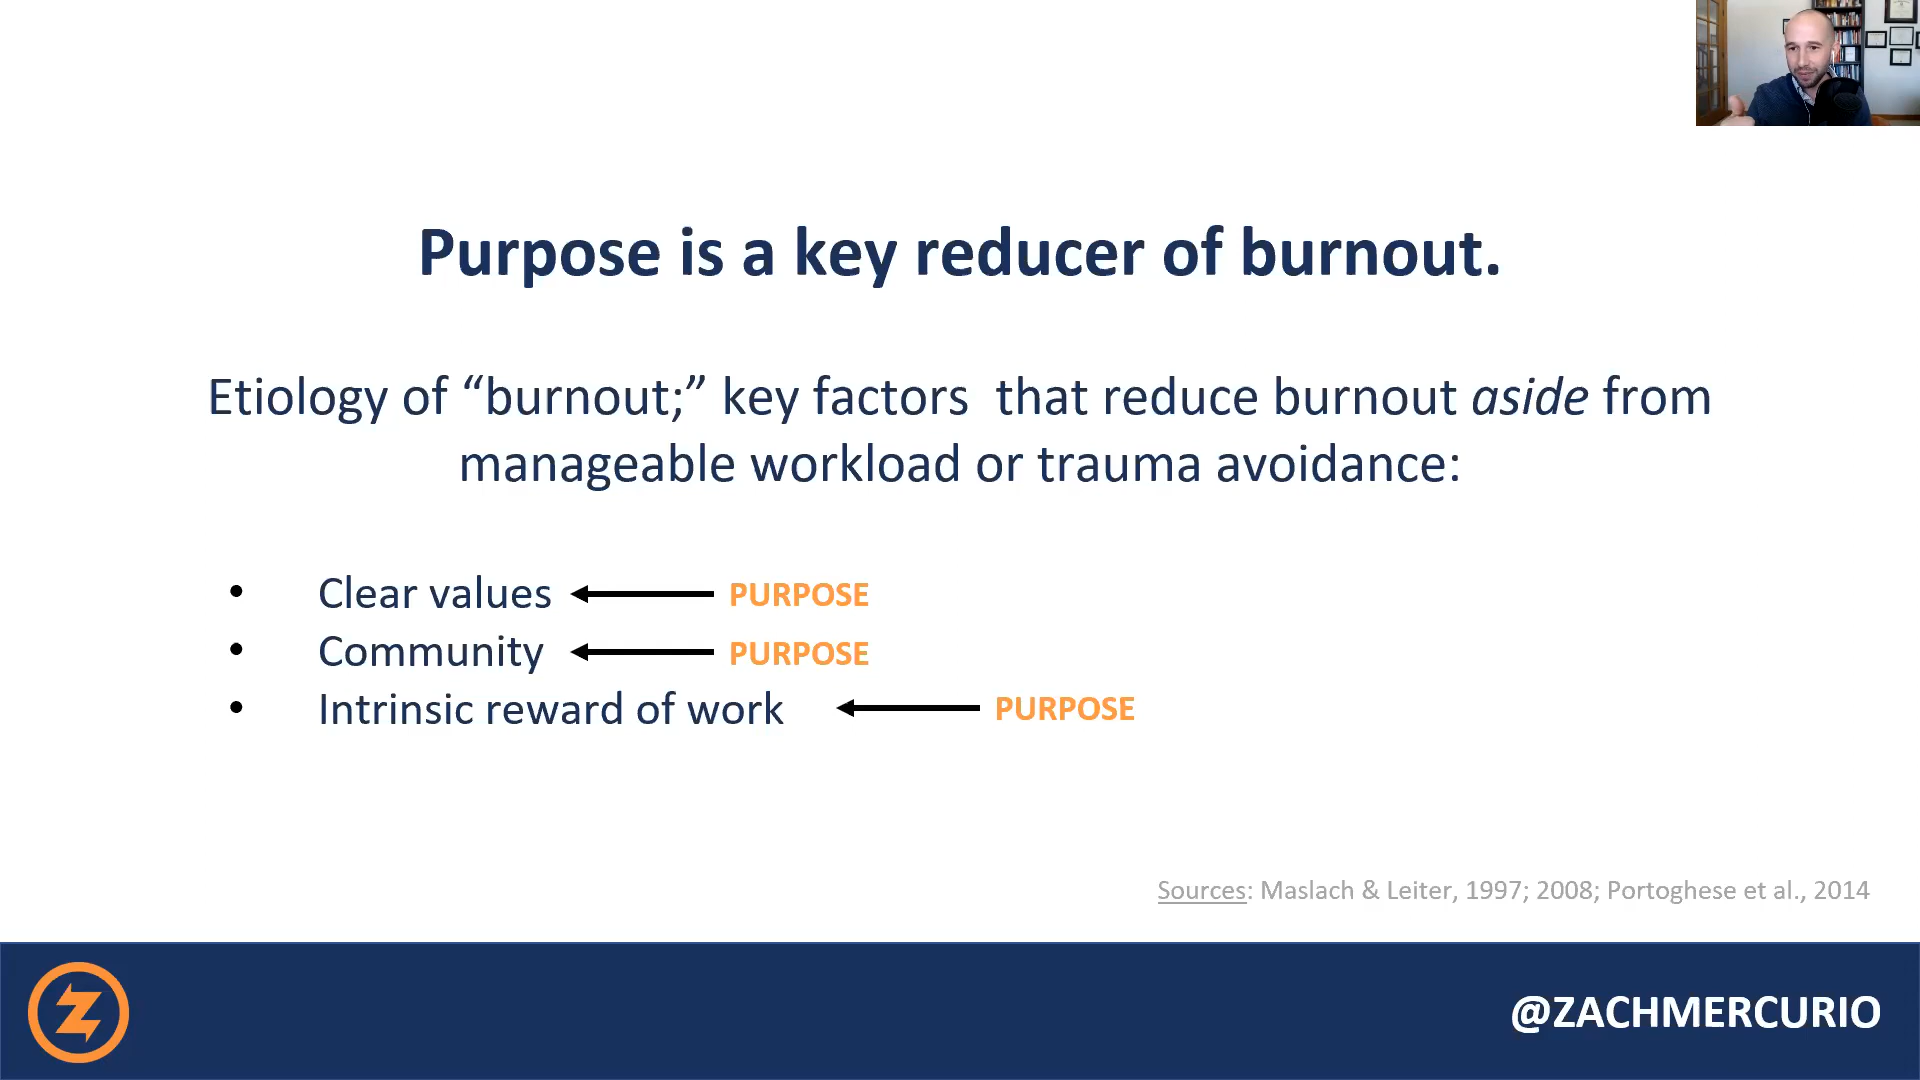 Purpose is a key reducer of burnout.
Etiology of “burnout;” key factors  that reduce burnout aside from
manageable workload or trauma avoidance:
• Clear values PURPOSE
• Community PURPOSE
• Intrinsic reward of work PURPOSE
Sources: Maslach & Leiter, 1997; 2008; Portoghese et al., 2014
@ZACHMERCURIO